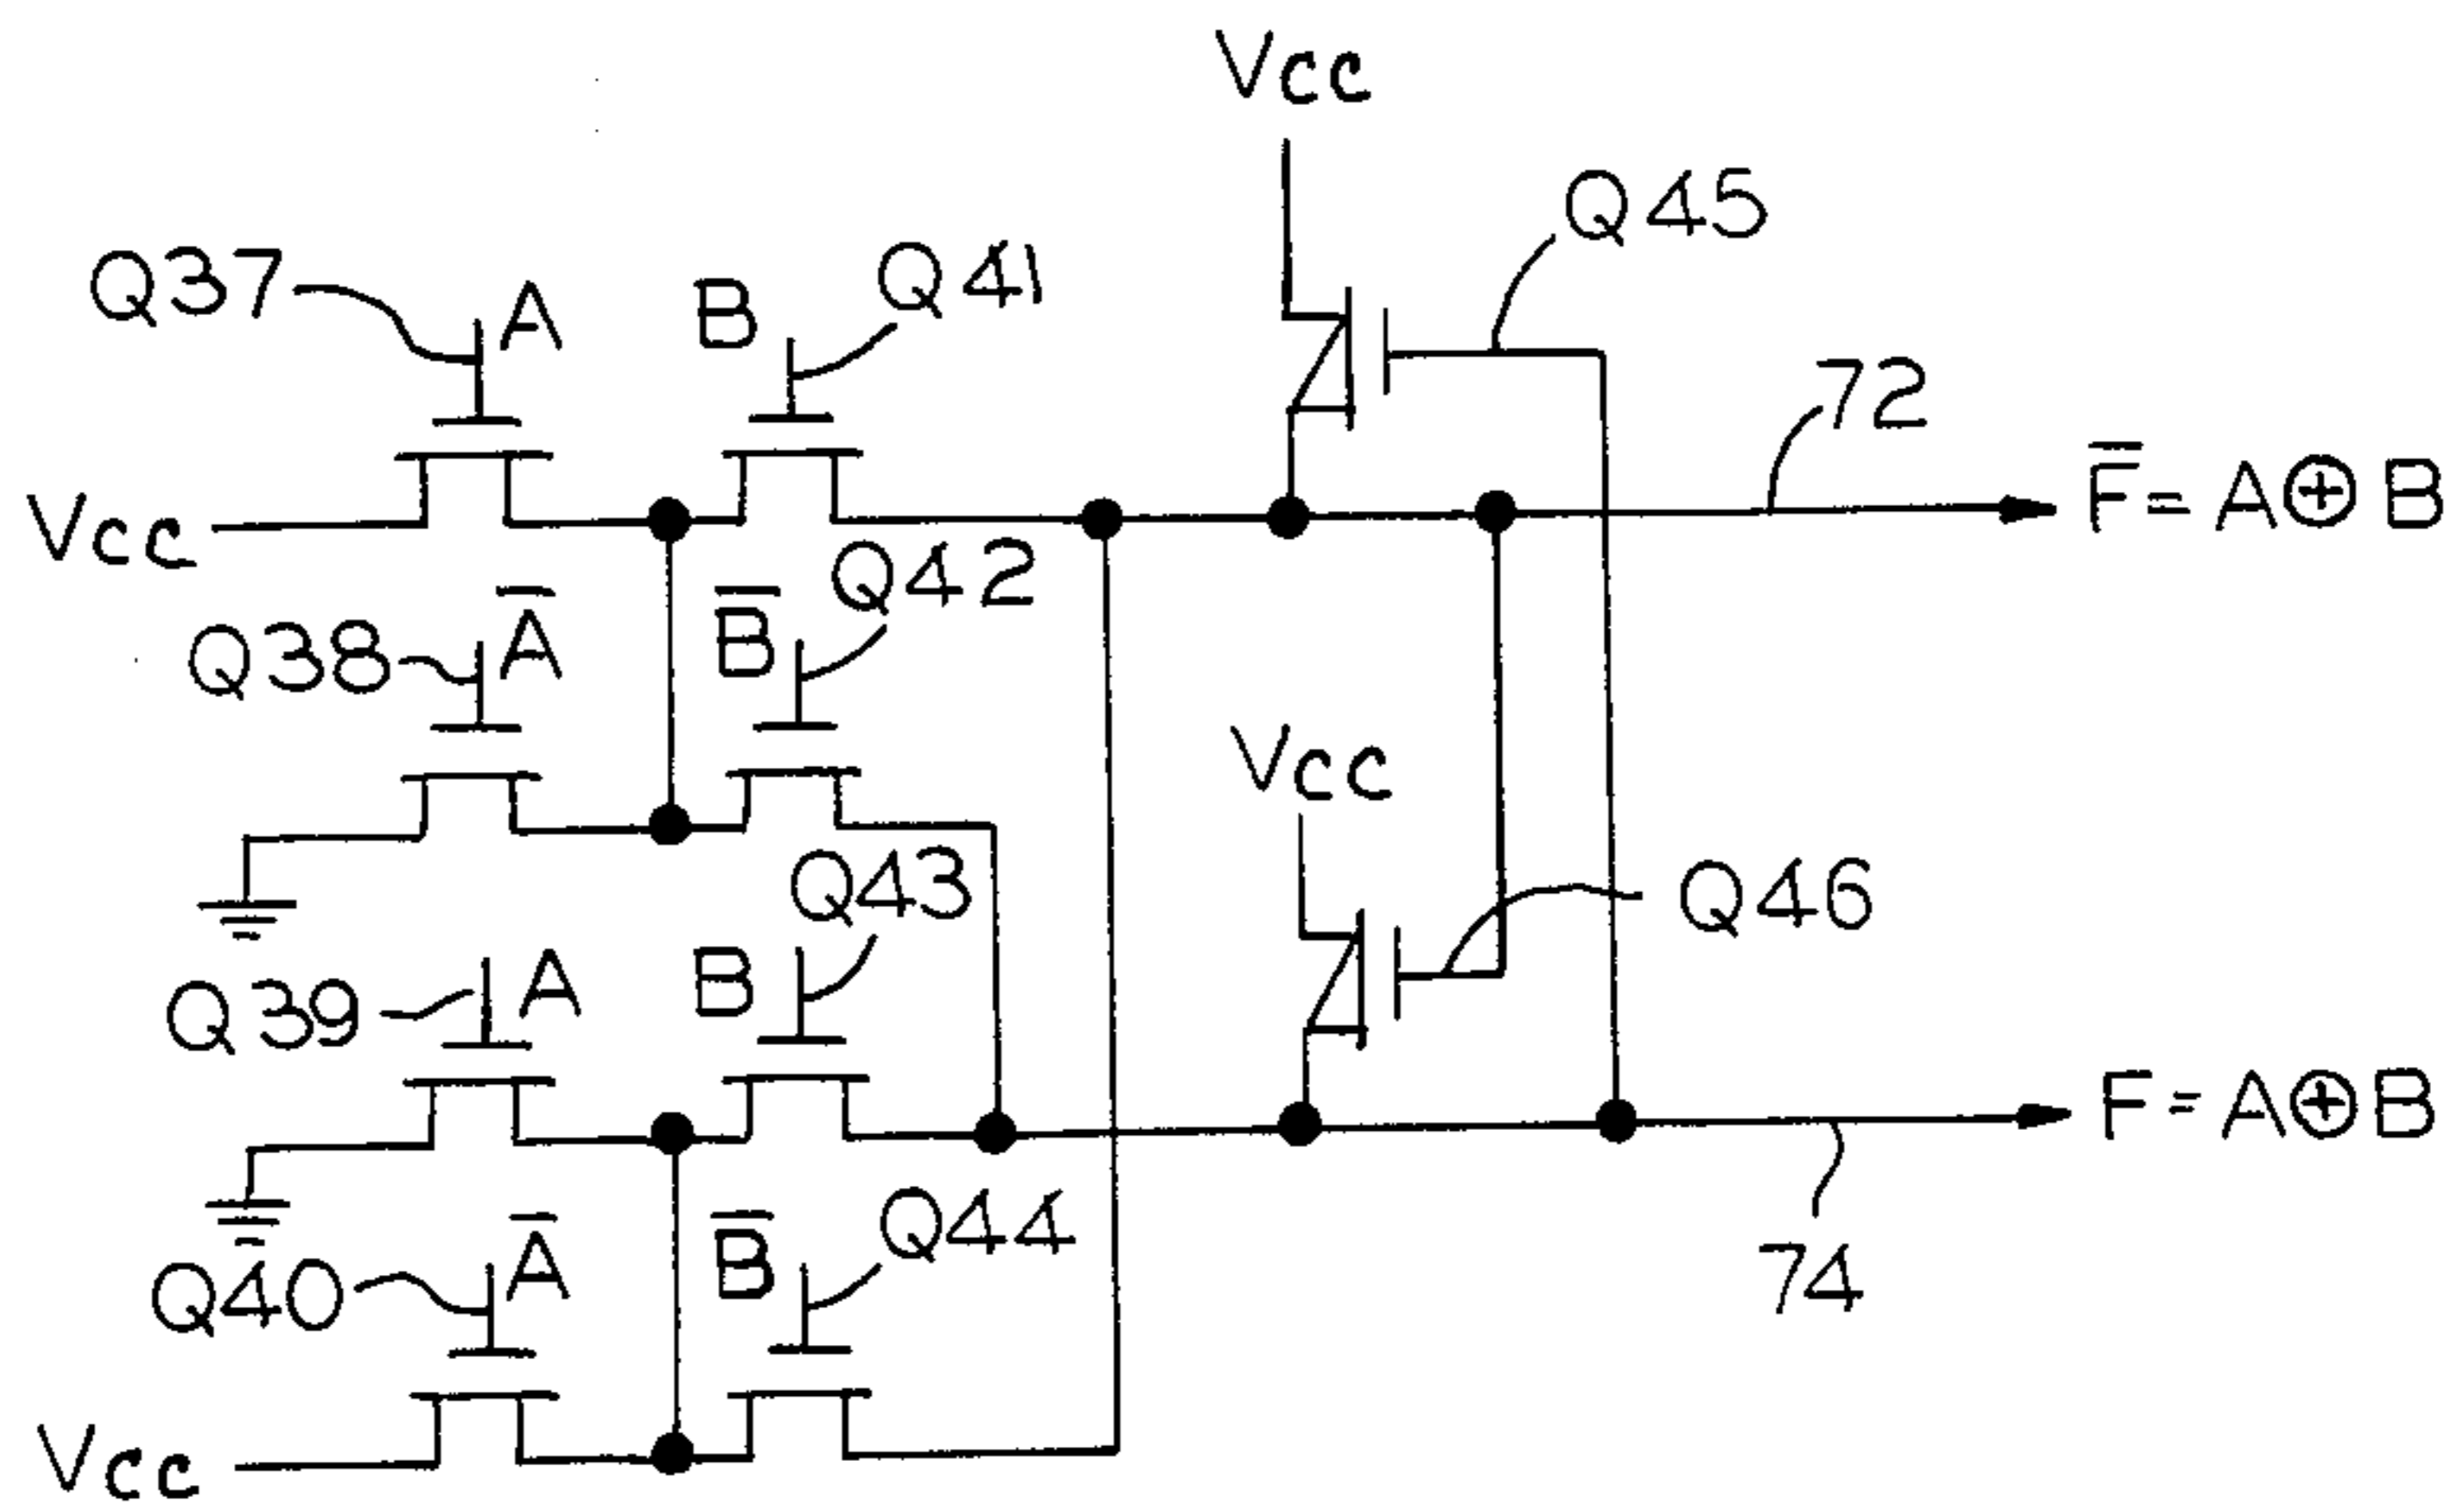 Vcc
Q45
Q37
A
B
Q41
72
Vcc
F̅ = A⊕B
Q38
A̅
B̅
Q42
Vcc
Q39
A
B
Q43
Q46
F = A⊕B
Q40
A̅
B̅
Q44
74
Vcc